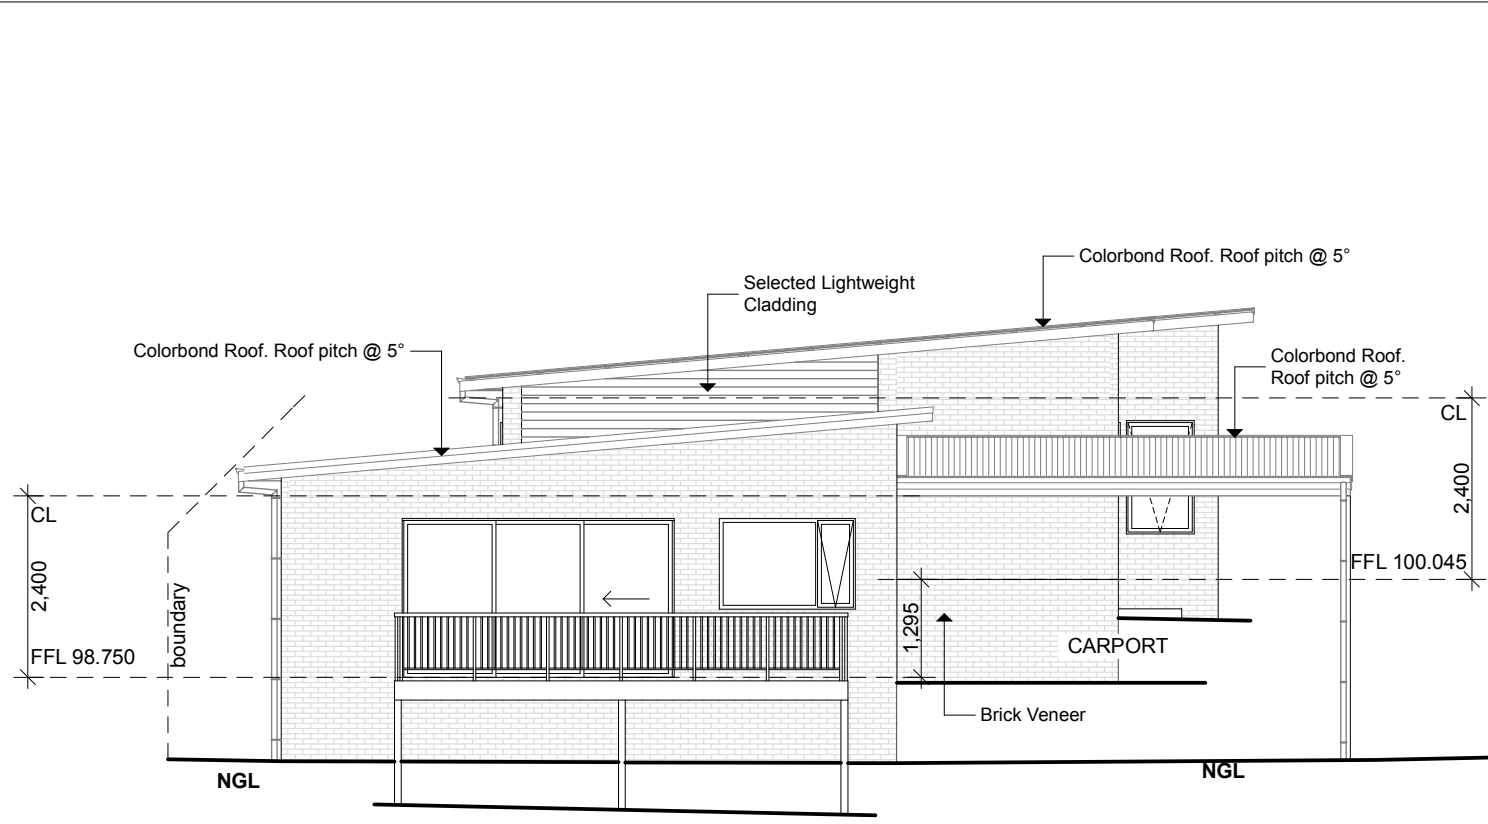 Colorbond Roof. Roof pitch @ 5°
Selected Lightweight
Cladding
Colorbond Roof. Roof pitch @ 5°
Colorbond Roof.
Roof pitch @ 5°
CL
CL
2,400
2,400
FFL 100.045
boundary
1,295
FFL 98.750
CARPORT
Brick Veneer
NGL
NGL